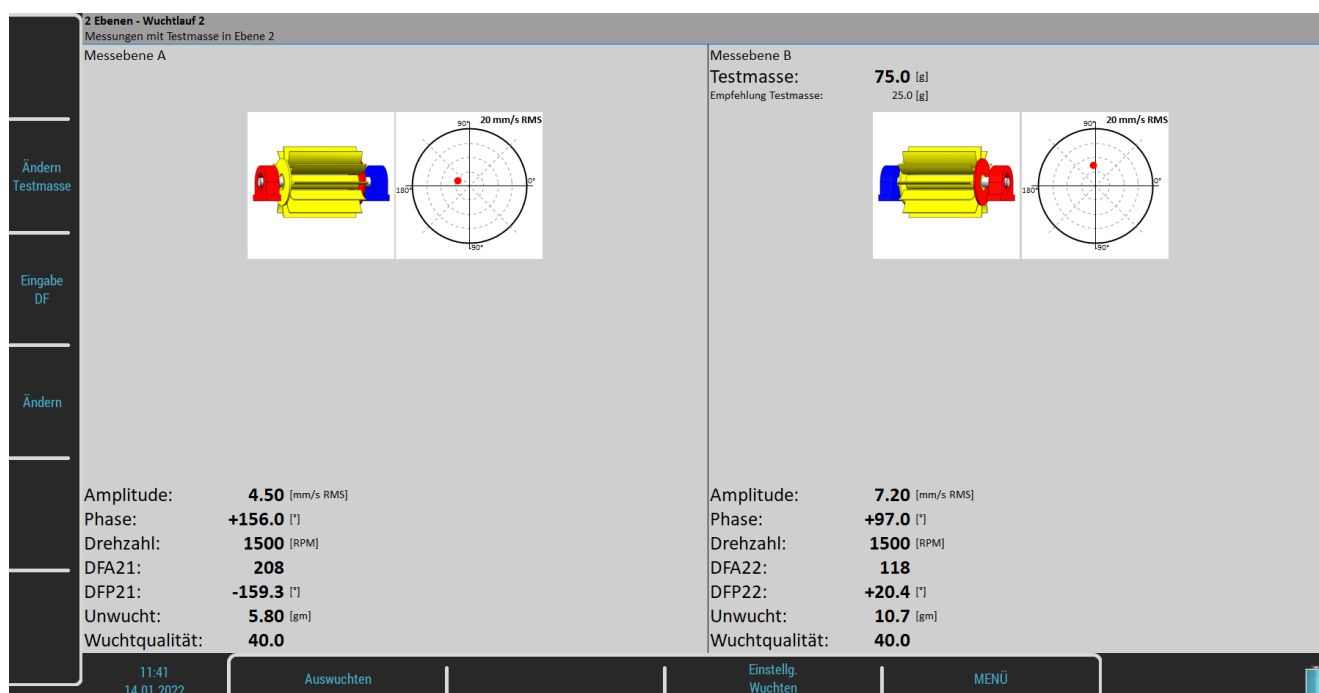 2 Ebenen - Wuchtlauf 2
Messungen mit Testmasse in Ebene 2
Ändern
Testmasse
Eingabe
DF
Ändern
Messebene A
90° 20 mm/s RMS
180° 0°
-90°
Amplitude: 4.50 [mm/s RMS]
Phase: +156.0 [°]
Drehzahl: 1500 [RPM]
DFA21: 208
DFP21: -159.3 [°]
Unwucht: 5.80 [gm]
Wuchtqualität: 40.0
Messebene B
Testmasse: 75.0 [g]
Empfehlung Testmasse: 25.0 [g]
90° 20 mm/s RMS
180° 0°
-90°
Amplitude: 7.20 [mm/s RMS]
Phase: +97.0 [°]
Drehzahl: 1500 [RPM]
DFA22: 118
DFP22: +20.4 [°]
Unwucht: 10.7 [gm]
Wuchtqualität: 40.0
11:41
14.01.2022
Auswuchten
Einstellg.
Wuchten
MENÜ